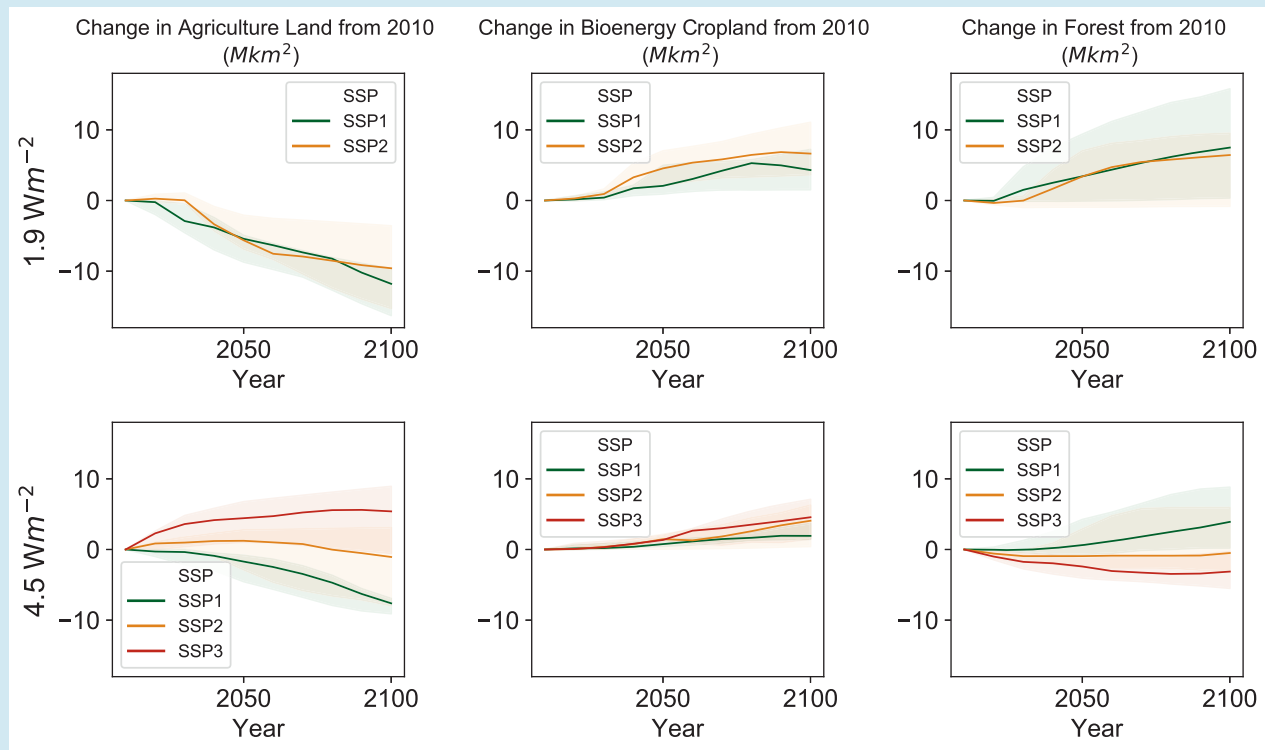 Change in Agriculture Land from 2010
(Mkm²)
Change in Bioenergy Cropland from 2010
(Mkm²)
Change in Forest from 2010
(Mkm²)
1.9 Wm⁻²
10
0
−10
SSP
SSP1
SSP2
2050
2100
Year
10
0
−10
SSP
SSP1
SSP2
2050
2100
Year
10
0
−10
SSP
SSP1
SSP2
2050
2100
Year
4.5 Wm⁻²
10
0
−10
SSP
SSP1
SSP2
SSP3
2050
2100
Year
10
0
−10
SSP
SSP1
SSP2
SSP3
2050
2100
Year
10
0
−10
SSP
SSP1
SSP2
SSP3
2050
2100
Year